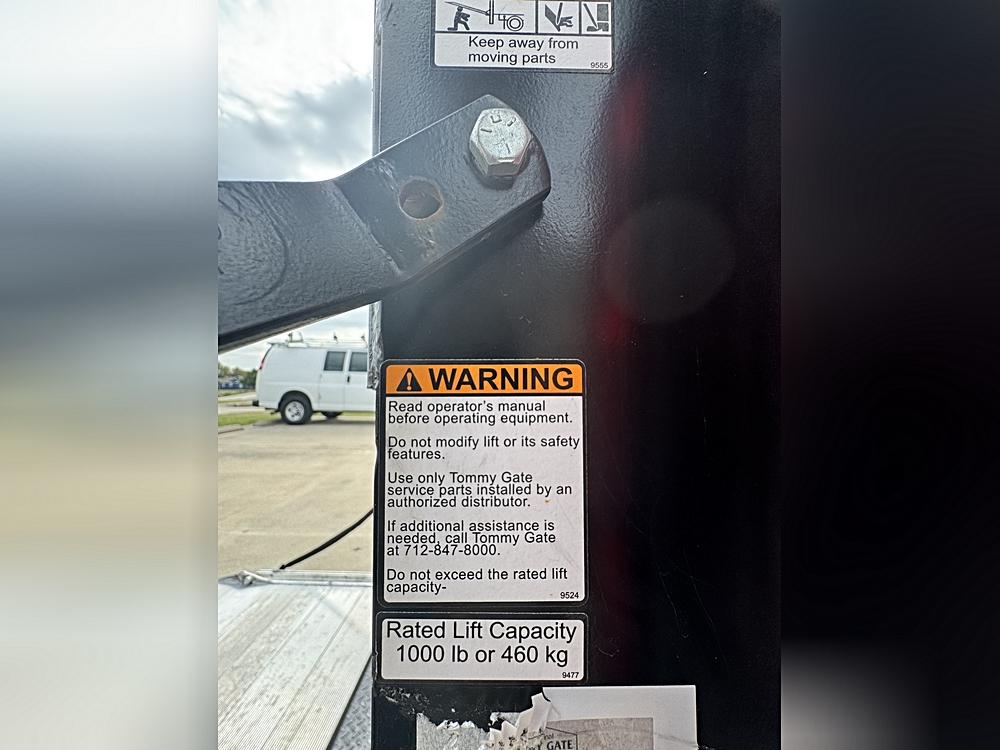 Keep away from
moving parts
9555
WARNING
Read operator's manual
before operating equipment.
Do not modify lift or its safety
features.
Use only Tommy Gate
service parts installed by an
authorized distributor.
If additional assistance is
needed, call Tommy Gate
at 712-847-8000.
Do not exceed the rated lift
capacity-
9524
Rated Lift Capacity
1000 lb or 460 kg
9477
GATE